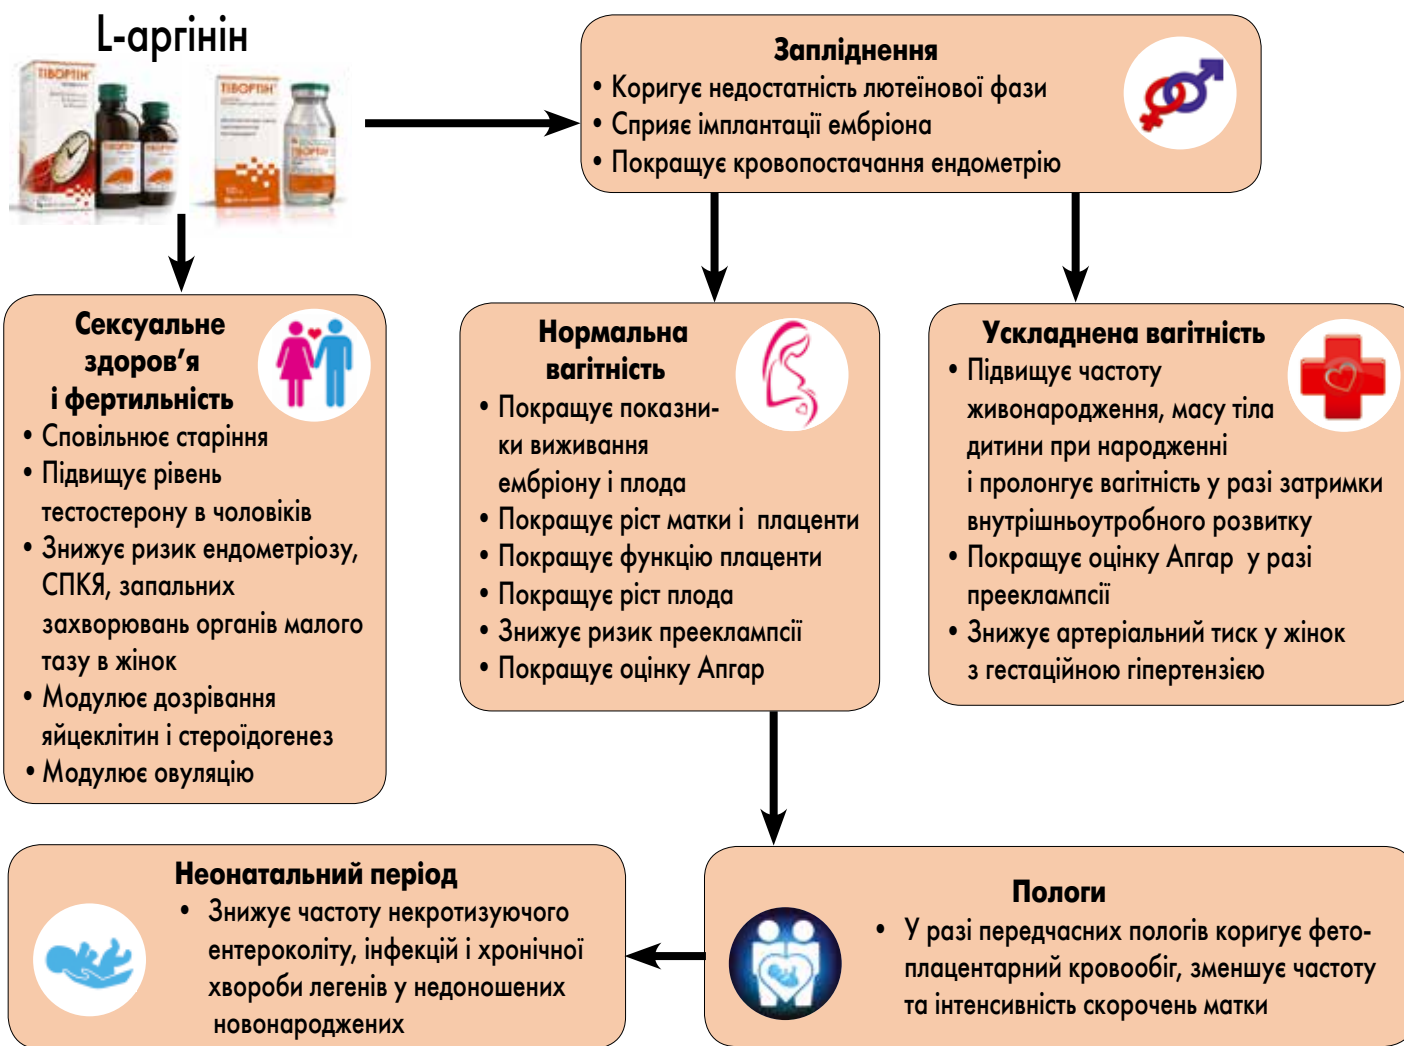 L-аргінін
ТІВОРТІН
ТІВОРТІН
ТІВОРТІН
Запліднення
• Коригує недостатність лютеїнової фази
• Сприяє імплантації ембріона
• Покращує кровопостачання ендометрію
Сексуальне
здоров’я
і фертильність
• Сповільнює старіння
• Підвищує рівень
тестостерону в чоловіків
• Знижує ризик ендометріозу,
СПКЯ, запальних
захворювань органів малого
тазу в жінок
• Модулює дозрівання
яйцеклітин і стероїдогенез
• Модулює овуляцію
Нормальна
вагітність
• Покращує показни-
ки виживання
ембріону і плода
• Покращує ріст матки і плаценти
• Покращує функцію плаценти
• Покращує ріст плода
• Знижує ризик прееклампсії
• Покращує оцінку Апгар
Ускладнена вагітність
• Підвищує частоту
живонародження, масу тіла
дитини при народженні
і пролонгує вагітність у разі затримки
внутрішньоутробного розвитку
• Покращує оцінку Апгар у разі
прееклампсії
• Знижує артеріальний тиск у жінок
з гестаційною гіпертензією
Неонатальний період
• Знижує частоту некротизуючого
ентероколіту, інфекцій і хронічної
хвороби легенів у недоношених
новонароджених
Пологи
• У разі передчасних пологів коригує фето-
плацентарний кровообіг, зменшує частоту
та інтенсивність скорочень матки